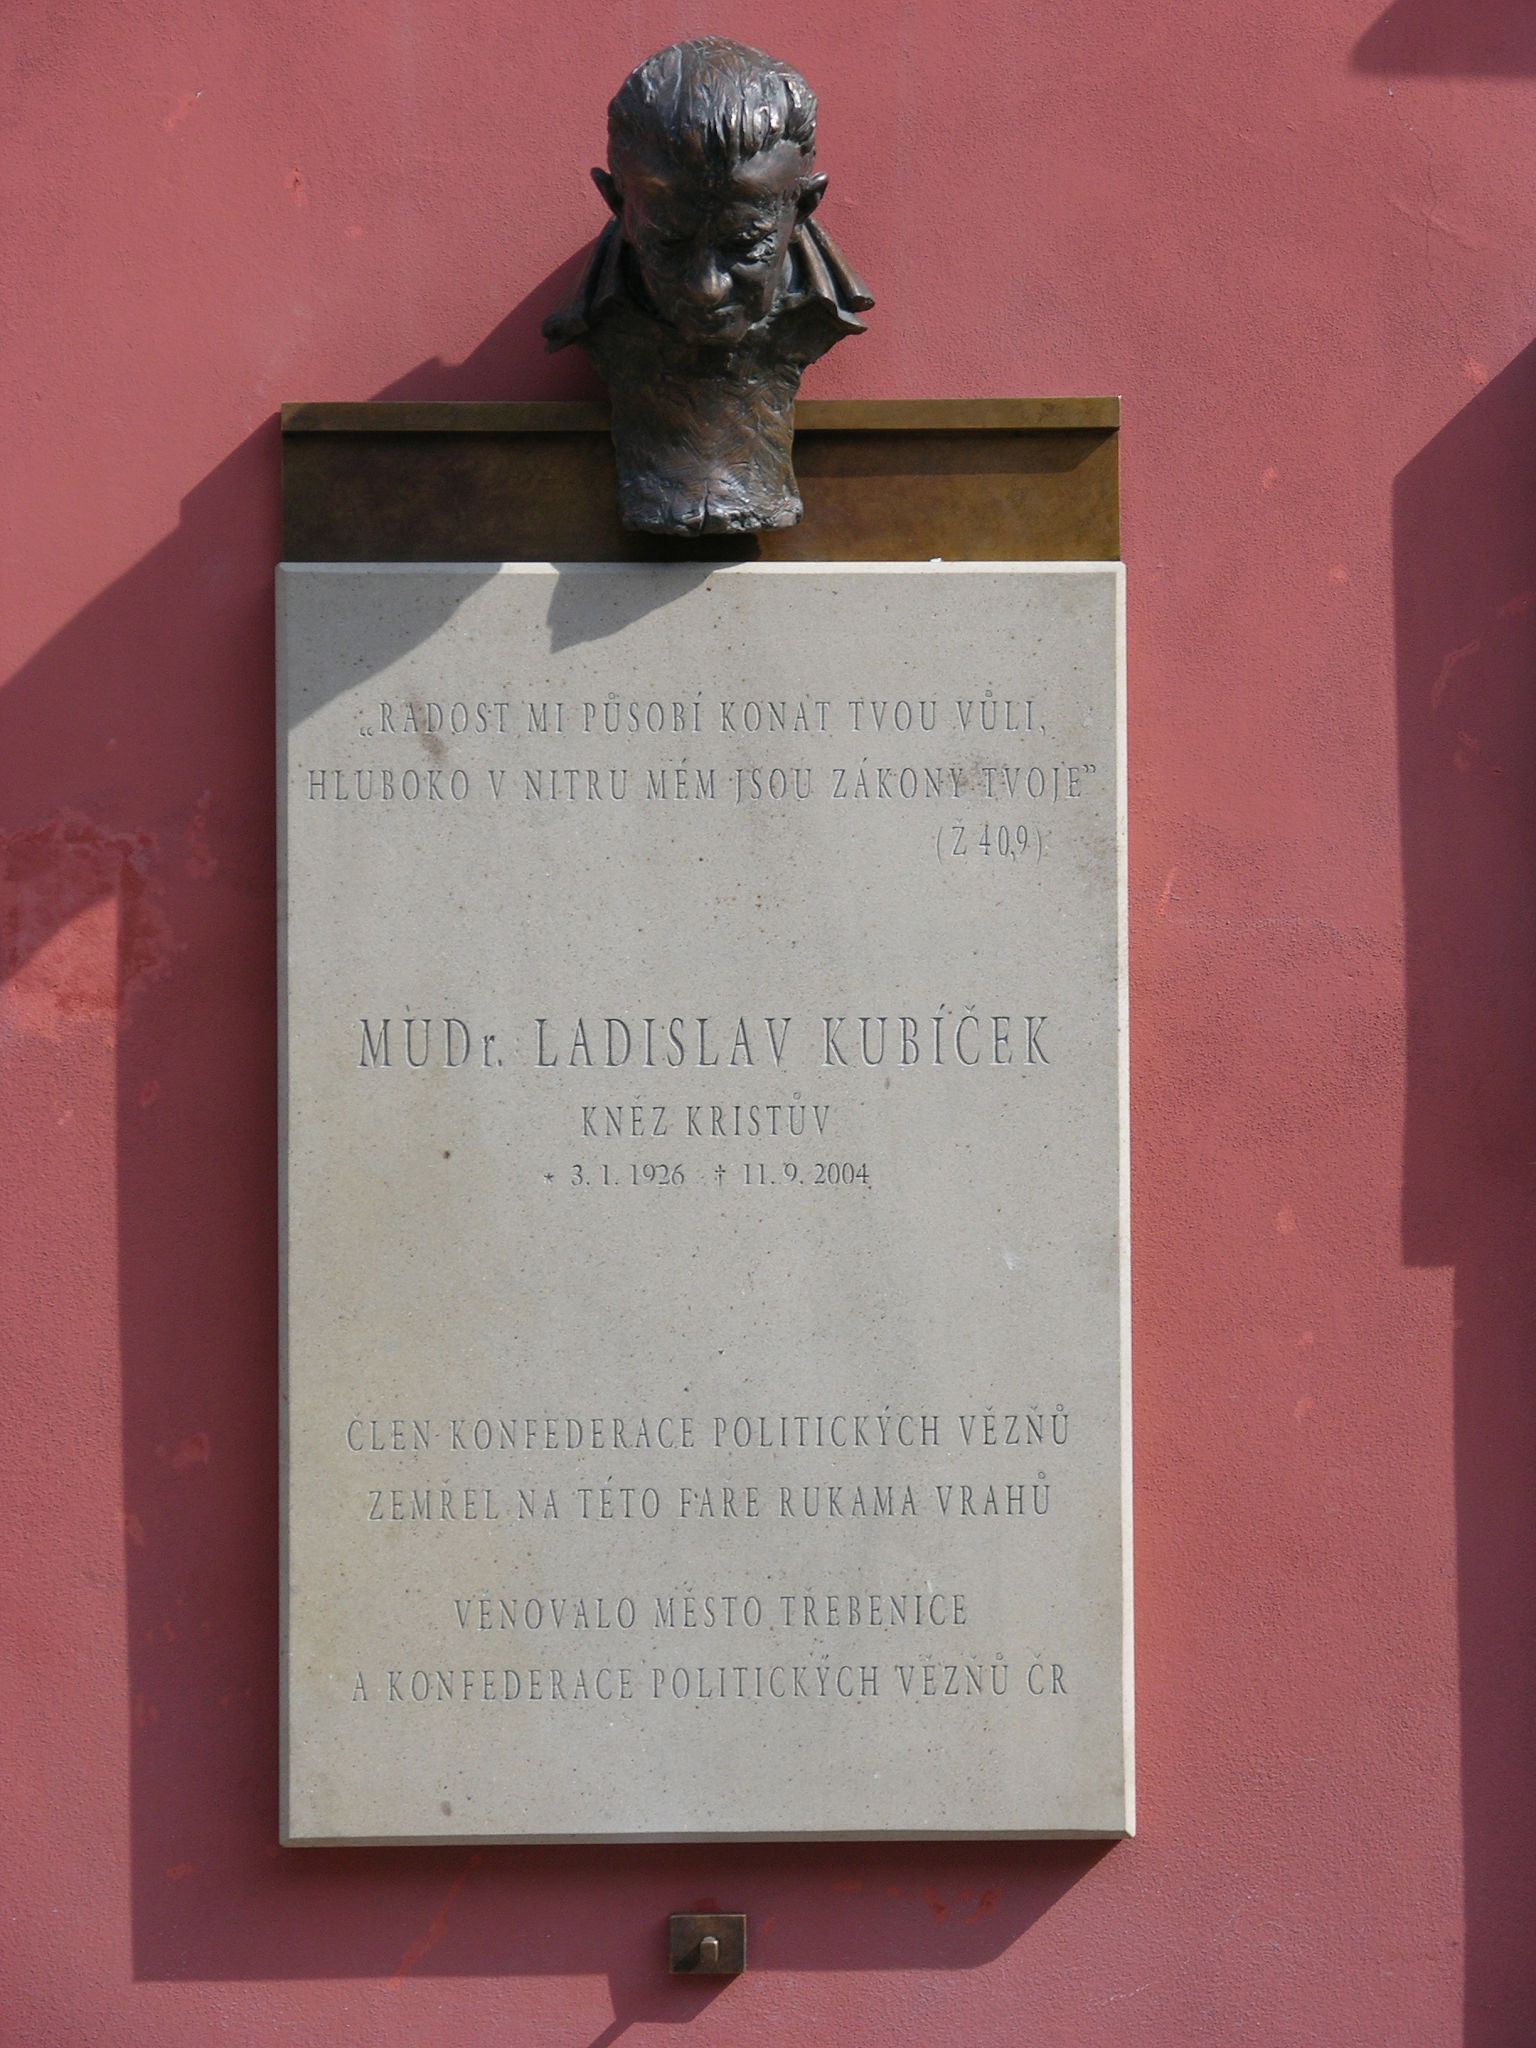 „RADOST MI PŮSOBÍ KONAT TVOU VŮLI,
HLUBOKO V NITRU MÉM JSOU ZÁKONY TVOJE”
(Ž 40,9)
MUDr. LADISLAV KUBÍČEK
KNĚZ KRISTŮV
* 3. 1. 1926 † 11. 9. 2004
ČLEN KONFEDERACE POLITICKÝCH VĚZŇŮ
ZEMŘEL NA TÉTO FAŘE RUKAMA VRAHŮ
VĚNOVALO MĚSTO TŘEBENICE
A KONFEDERACE POLITICKÝCH VĚZŇŮ ČR